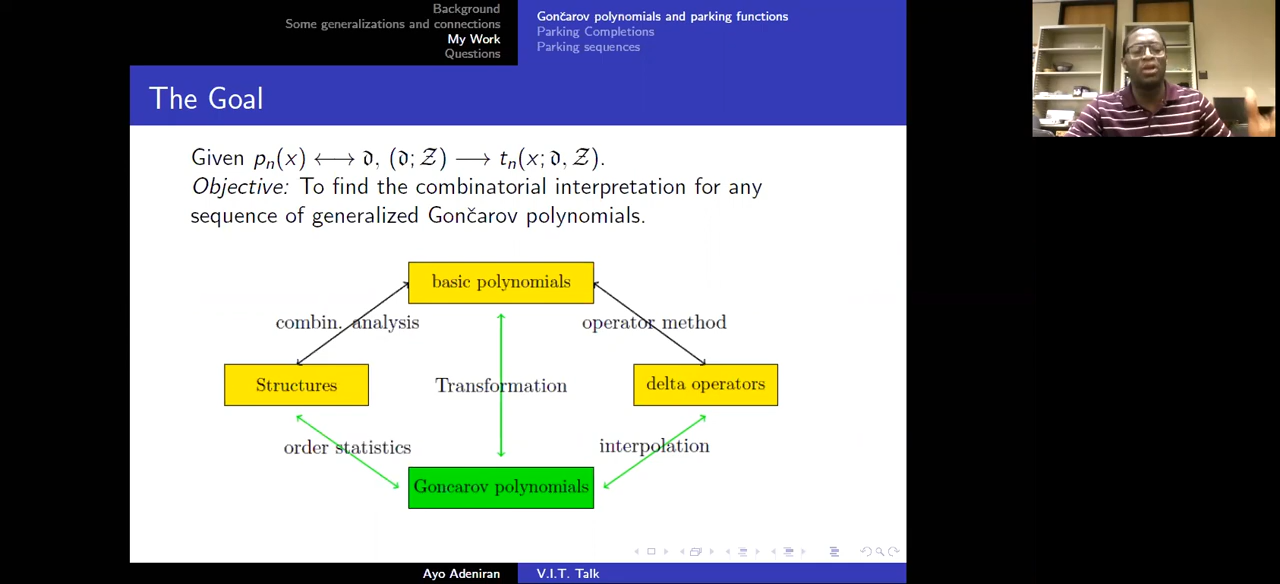 Background
Some generalizations and connections
My Work
Questions
Gončarov polynomials and parking functions
Parking Completions
Parking sequences
The Goal
Given pₙ(x) ⟷ 𝔡, (𝔡; 𝒵) ⟶ tₙ(x; 𝔡, 𝒵).
Objective: To find the combinatorial interpretation for any
sequence of generalized Gončarov polynomials.
basic polynomials
combin. analysis
operator method
Structures
Transformation
delta operators
order statistics
interpolation
Goncarov polynomials
Ayo Adeniran
V.I.T. Talk